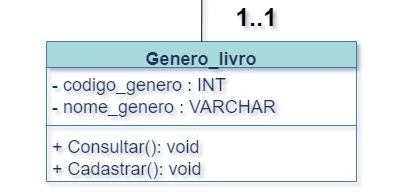 1..1
Genero_livro
- codigo_genero : INT
- nome_genero : VARCHAR
+ Consultar(): void
+ Cadastrar(): void